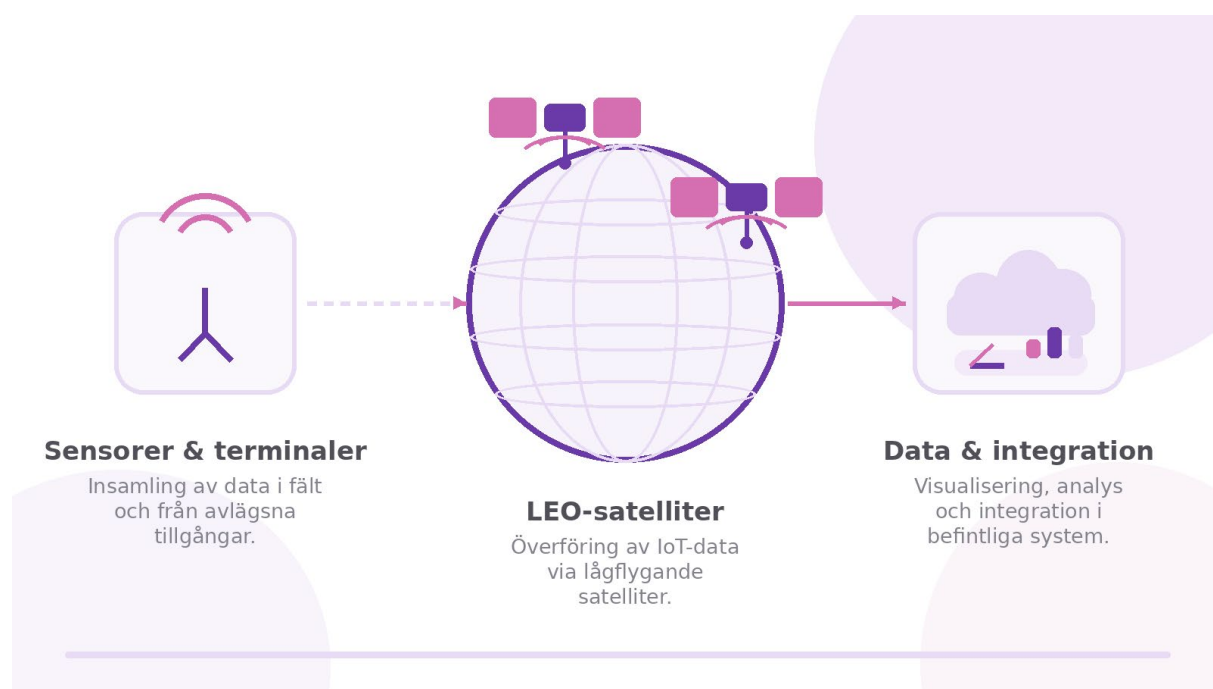 Sensorer & terminaler
Insamling av data i fält
och från avlägsna
tillgångar.
LEO-satelliter
Överföring av IoT-data
via lågflygande
satelliter.
Data & integration
Visualisering, analys
och integration i
befintliga system.